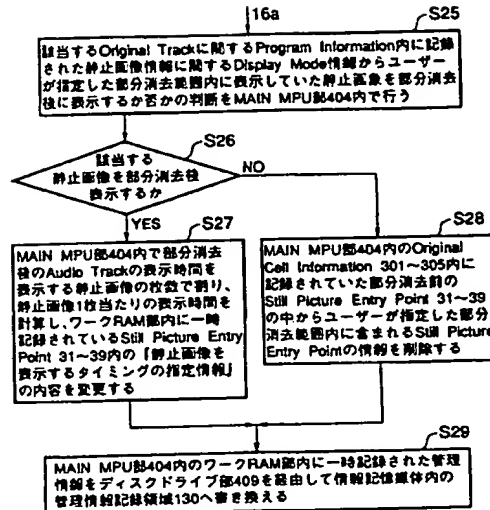 16a
S25
該当するOriginal Trackに関するProgram Information内に記録
された静止画像情報に関するDisplay Mode情報からユーザー
が指定した部分消去範囲内に表示していた静止画象を部分消去
後に表示するか否かの判断をMAIN MPU部404内で行う
S26
該当する
静止画像を部分消去後
表示するか
NO
YES
S27
MAIN MPU部404内で部分消去
後のAudio Trackの表示時間を
表示する静止画像の枚数で割り、
静止画像1枚当たりの表示時間を
計算し、ワークRAM部内に一時
記録されているStill Picture Entry
Point 31~39内の「静止画像を
表示するタイミングの指定情報」
の内容を変更する
S28
MAIN MPU部404内のOriginal
Cell Information 301~305内に
記録されていた部分消去前の
Still Picture Entry Point 31~39
の中からユーザーが指定した部分
消去範囲内に含まれるStill Picture
Entry Pointの情報を削除する
S29
MAIN MPU部404内のワークRAM部内に一時記録された管理
情報をディスクドライブ部409を経由して情報記憶媒体内の
管理情報記録領域130へ書き換える